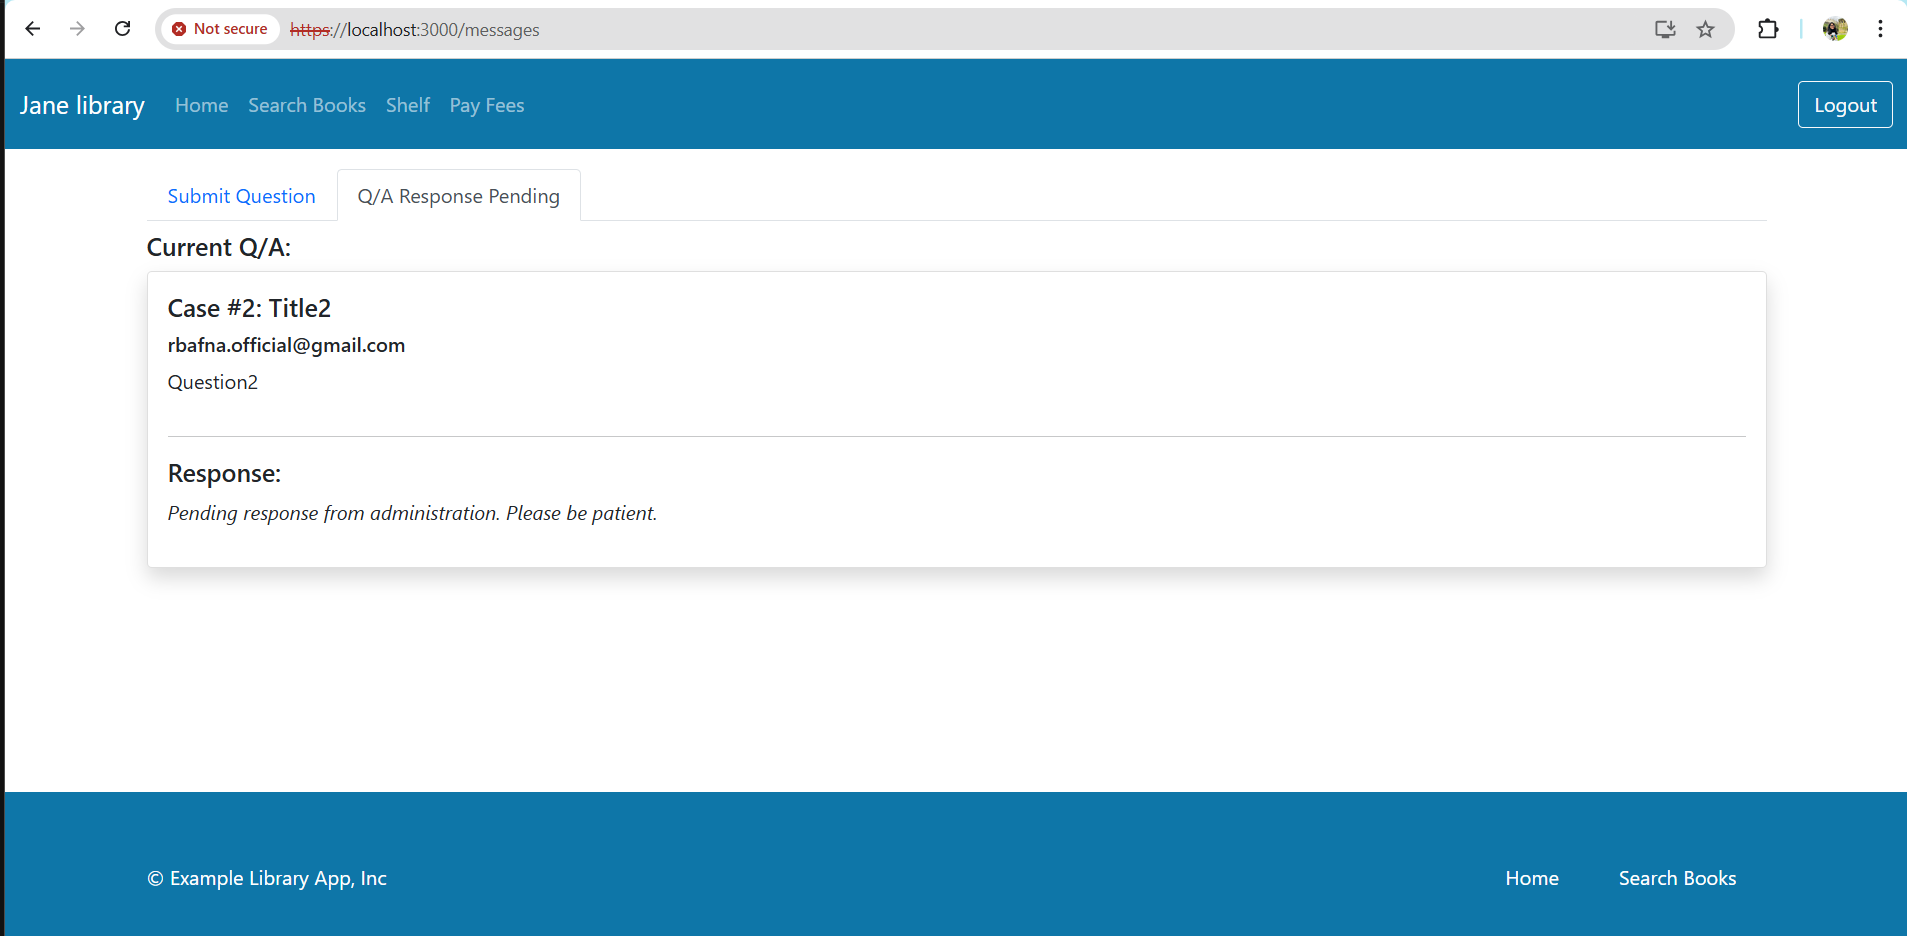 Not secure https://localhost:3000/messages
Jane library Home Search Books Shelf Pay Fees Logout
Submit Question Q/A Response Pending
Current Q/A:
Case #2: Title2
rbafna.official@gmail.com
Question2
Response:
Pending response from administration. Please be patient.
© Example Library App, Inc Home Search Books